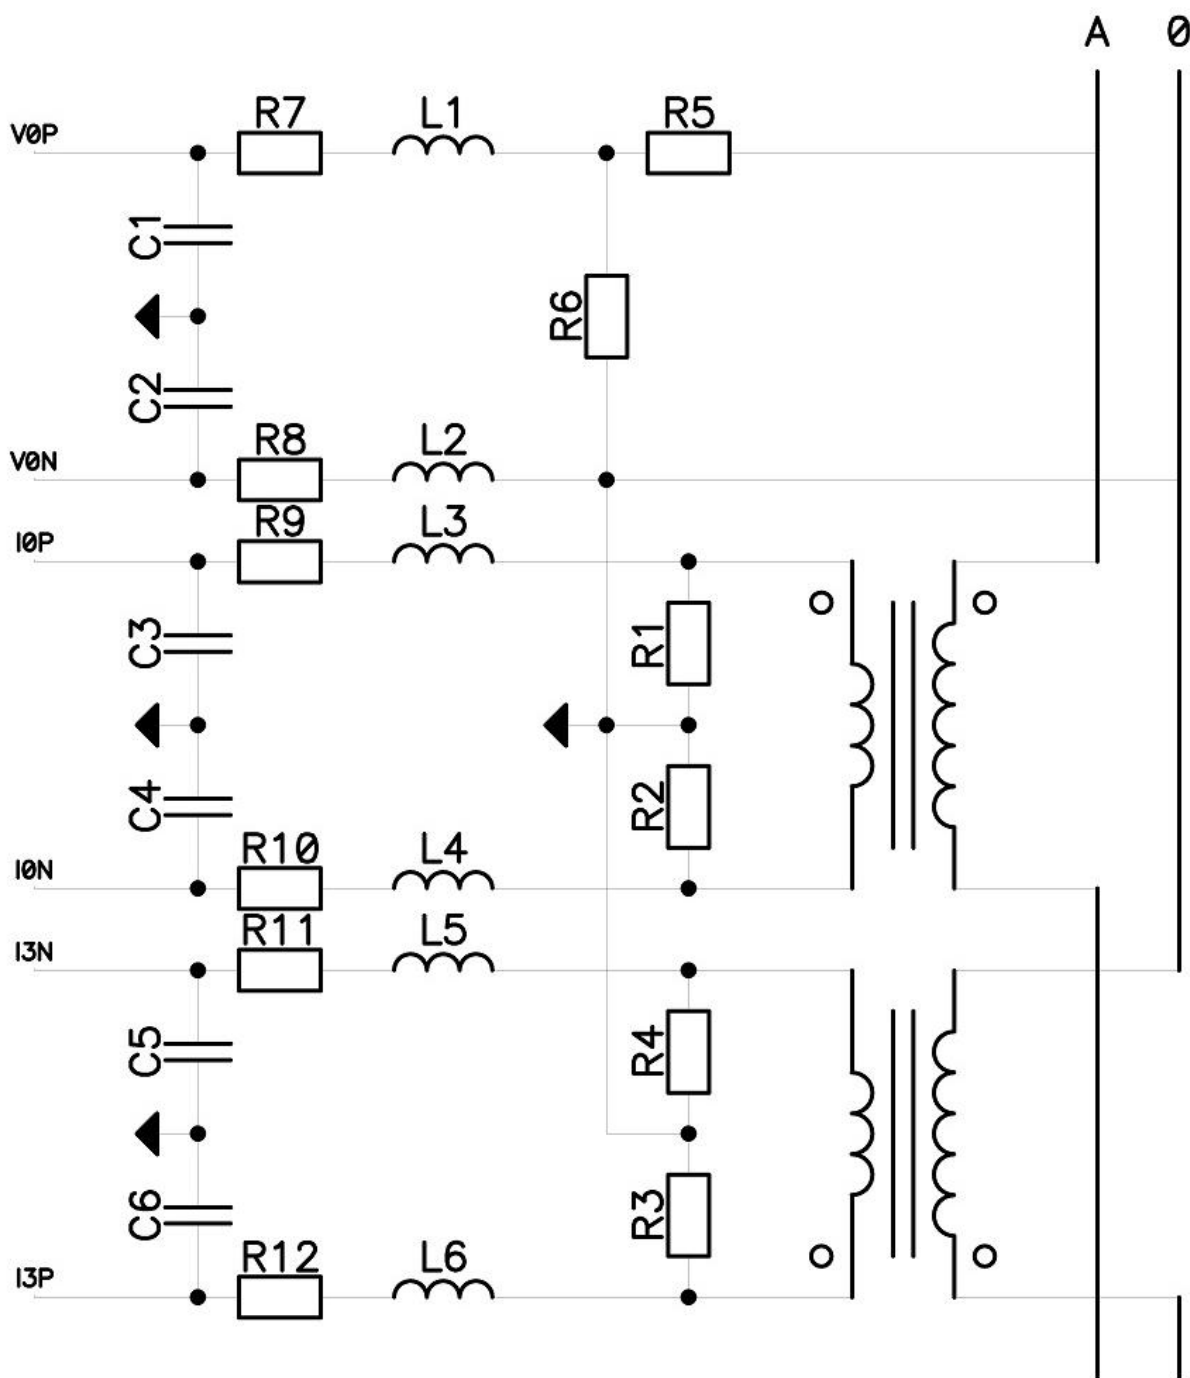 A 0
R7 L1 R5
V0P
C1
R6
C2
R8 L2
V0N
R9 L3
I0P
R1
C3
R2
C4
R10 L4
I0N
R11 L5
I3N
R4
C5
R3
C6
R12 L6
I3P